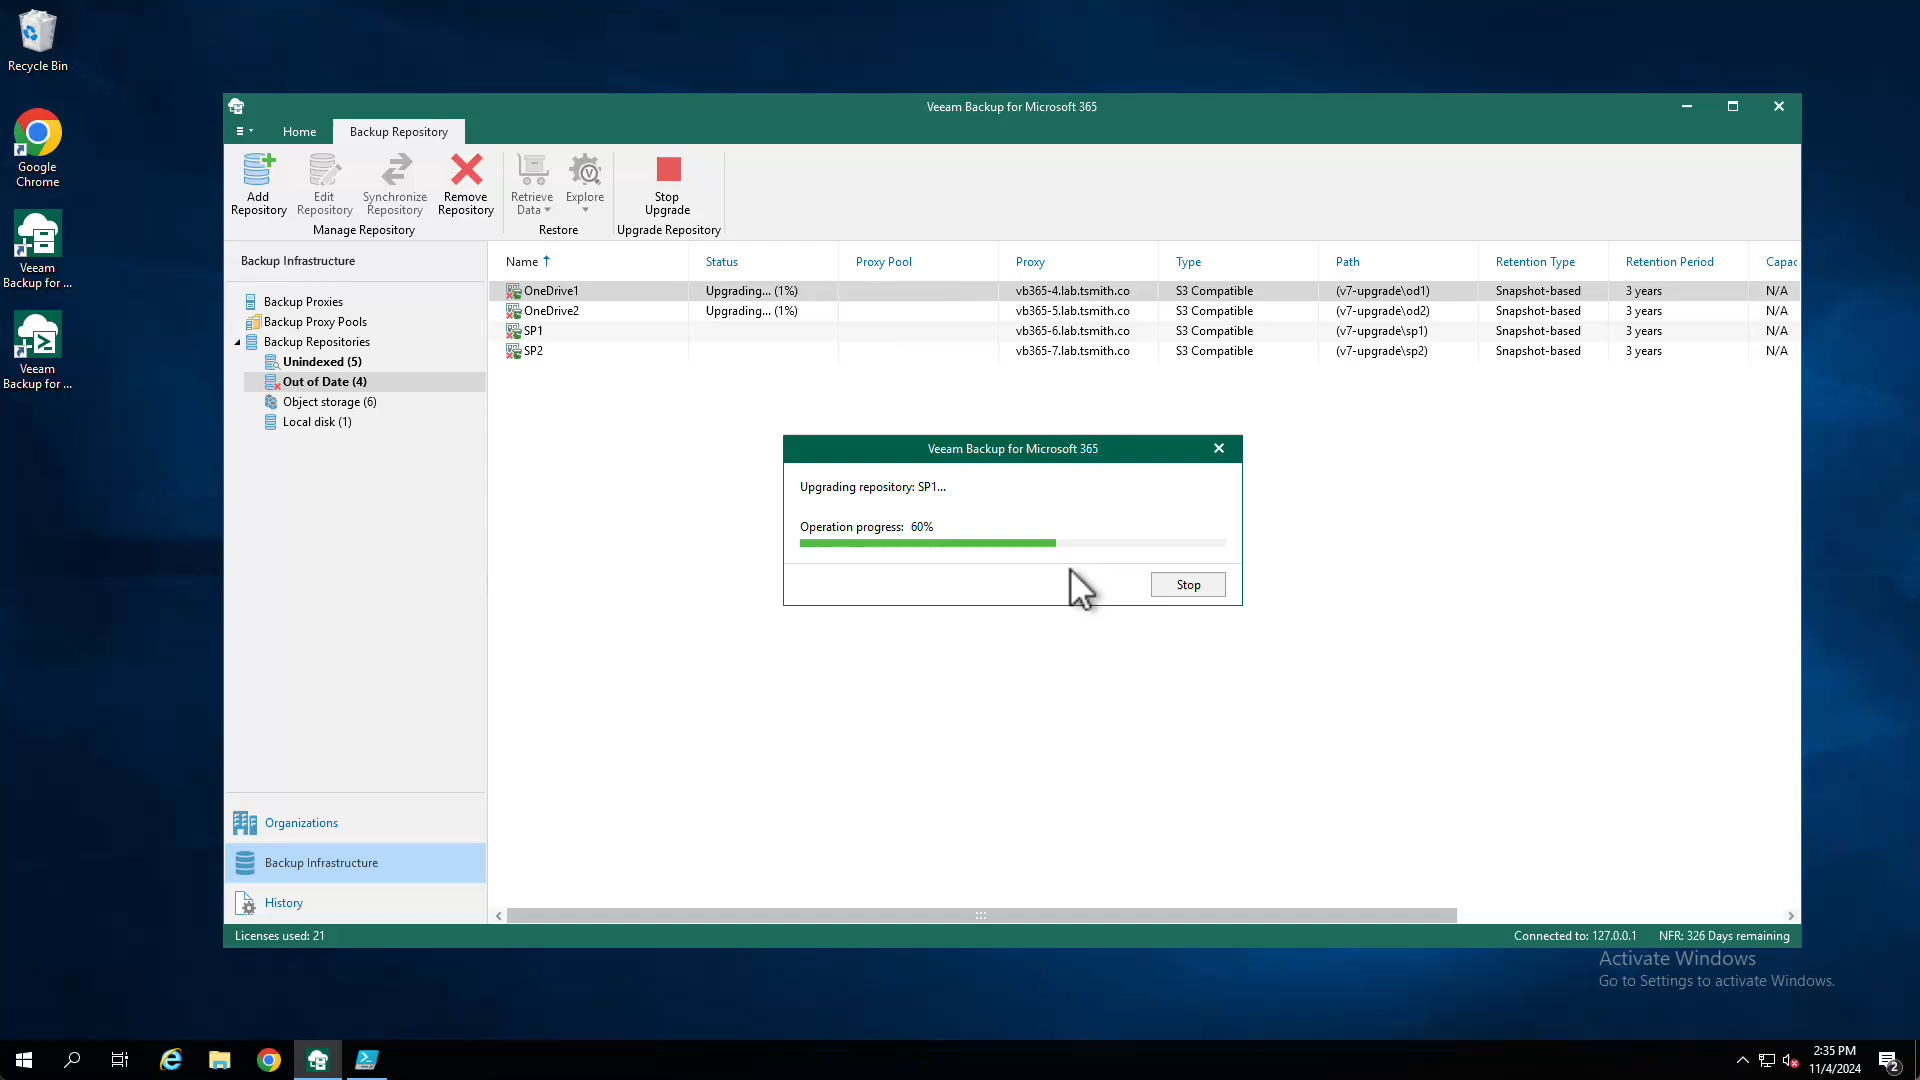 Recycle Bin
Google
Chrome
Veeam
Backup for ...
Veeam
Backup for ...
Veeam Backup for Microsoft 365
Home
Backup Repository
Add
Repository
Edit
Repository
Synchronize
Repository
Remove
Repository
Manage Repository
Retrieve
Data
Explore
Restore
Stop
Upgrade
Upgrade Repository
Backup Infrastructure
Backup Proxies
Backup Proxy Pools
Backup Repositories
Unindexed (5)
Out of Date (4)
Object storage (6)
Local disk (1)
Name Status Proxy Pool Proxy Type Path Retention Type Retention Period Capac
OneDrive1 Upgrading... (1%) vb365-4.lab.tsmith.co S3 Compatible (v7-upgrade\od1) Snapshot-based 3 years N/A
OneDrive2 Upgrading... (1%) vb365-5.lab.tsmith.co S3 Compatible (v7-upgrade\od2) Snapshot-based 3 years
SP1 vb365-6.lab.tsmith.co S3 Compatible (v7-upgrade\sp1) Snapshot-based 3 years N/A
SP2 vb365-7.lab.tsmith.co S3 Compatible (v7-upgrade\sp2) Snapshot-based 3 years N/A
Veeam Backup for Microsoft 365
Upgrading repository: SP1...
Operation progress: 60%
Stop
Organizations
Backup Infrastructure
History
Licenses used: 21
Connected to: 127.0.0.1
NFR: 326 Days remaining
Activate Windows
Go to Settings to activate Windows.
2:35 PM
11/4/2024
2